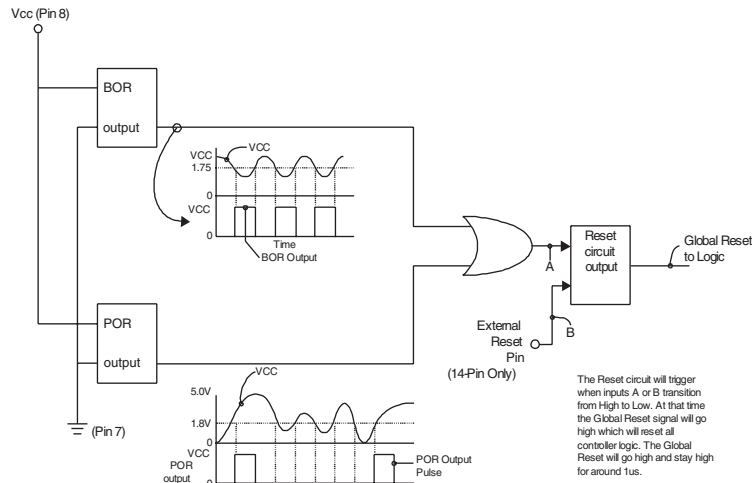 Vcc (Pin 8)
BOR
output
VCC
VCC
1.75
0
VCC
0
Time
BOR Output
A
Reset
circuit
output
Global Reset
to Logic
B
External
Reset
Pin
(14-Pin Only)
POR
output
(Pin 7)
VCC
5.0V
1.8V
0
VCC
POR
output
0
POR Output
Pulse
The Reset circuit will trigger
when inputs A or B transition
from High to Low. At that time
the Global Reset signal will go
high which will reset all
controller logic. The Global
Reset will go high and stay high
for around 1us.